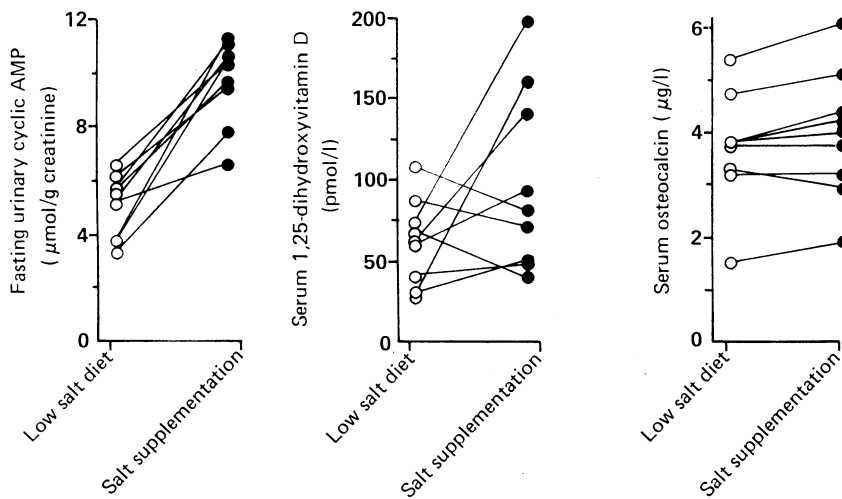 Fasting urinary cyclic AMP
( μmol/g creatinine)
12
8
4
0
Low salt diet
Salt supplementation
Serum 1,25-dihydroxyvitamin D
(pmol/l)
200
150
100
50
0
Low salt diet
Salt supplementation
Serum osteocalcin ( μg/l)
6
4
2
0
Low salt diet
Salt supplementation